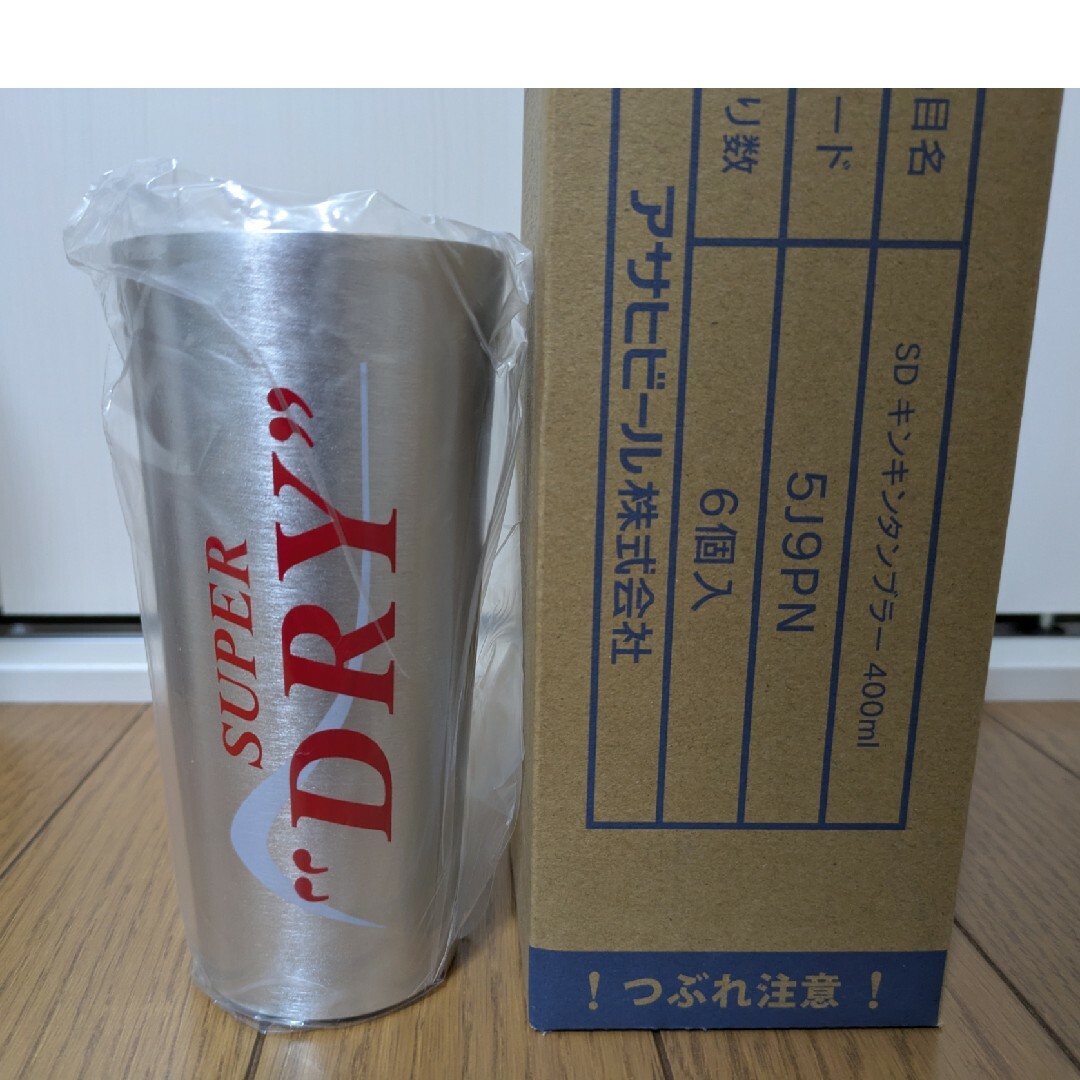 SUPER
“DRY”
目名
SD キンキンタンブラー 400ml
ード
5J9PN
り数
6個入
アサヒビール株式会社
! つぶれ注意 !